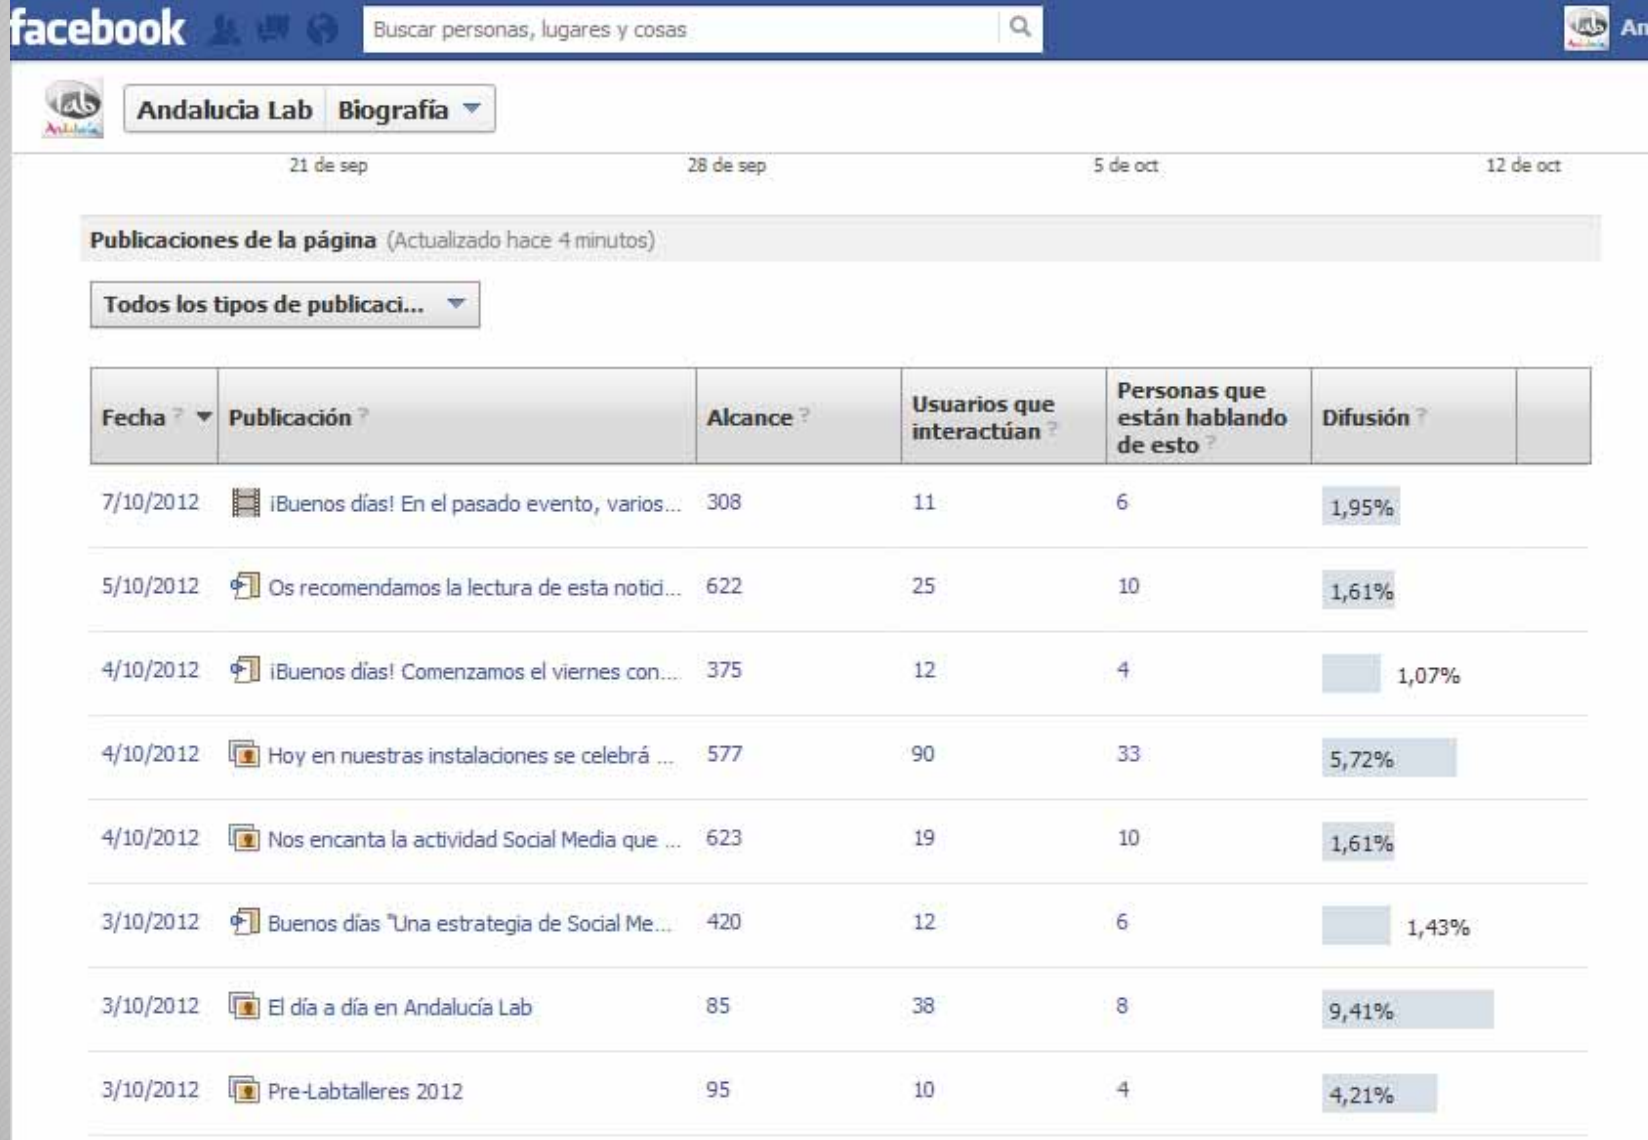 facebook Buscar personas, lugares y cosas An
lab
Andalucia Lab Biografía
21 de sep 28 de sep 5 de oct 12 de oct
Publicaciones de la página (Actualizado hace 4 minutos)
Todos los tipos de publicaci...
Fecha ? Publicación ? Alcance ? Usuarios que interactúan ? Personas que están hablando de esto ? Difusión ?
7/10/2012 ¡Buenos días! En el pasado evento, varios... 308 11 6 1,95%
5/10/2012 Os recomendamos la lectura de esta notici... 622 25 10 1,61%
4/10/2012 ¡Buenos días! Comenzamos el viernes con... 375 12 4 1,07%
4/10/2012 Hoy en nuestras instalaciones se celebrá ... 577 90 33 5,72%
4/10/2012 Nos encanta la actividad Social Media que ... 623 19 10 1,61%
3/10/2012 Buenos días "Una estrategia de Social Me... 420 12 6 1,43%
3/10/2012 El día a día en Andalucía Lab 85 38 8 9,41%
3/10/2012 Pre-Labtalleres 2012 95 10 4 4,21%